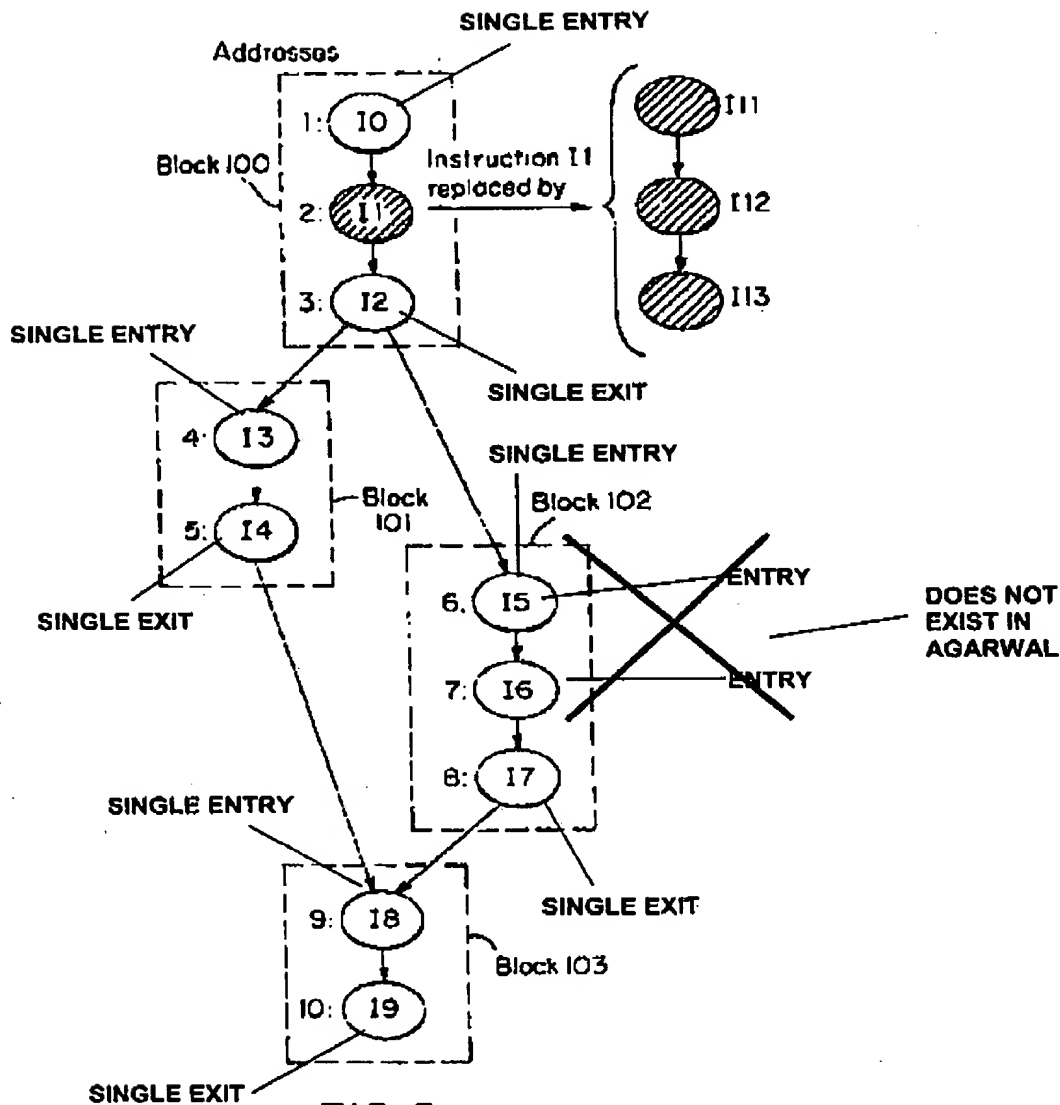 SINGLE ENTRY
Addresses
1: I0
I11
Block 100
Instruction I1
replaced by
2: I1
I12
3: I2
I13
SINGLE ENTRY
SINGLE EXIT
4: I3
SINGLE ENTRY
Block
101
Block 102
5: I4
6. I5
ENTRY
DOES NOT
EXIST IN
AGARWAL
SINGLE EXIT
7: I6
ENTRY
8: I7
SINGLE ENTRY
SINGLE EXIT
9: I8
Block 103
10: I9
SINGLE EXIT